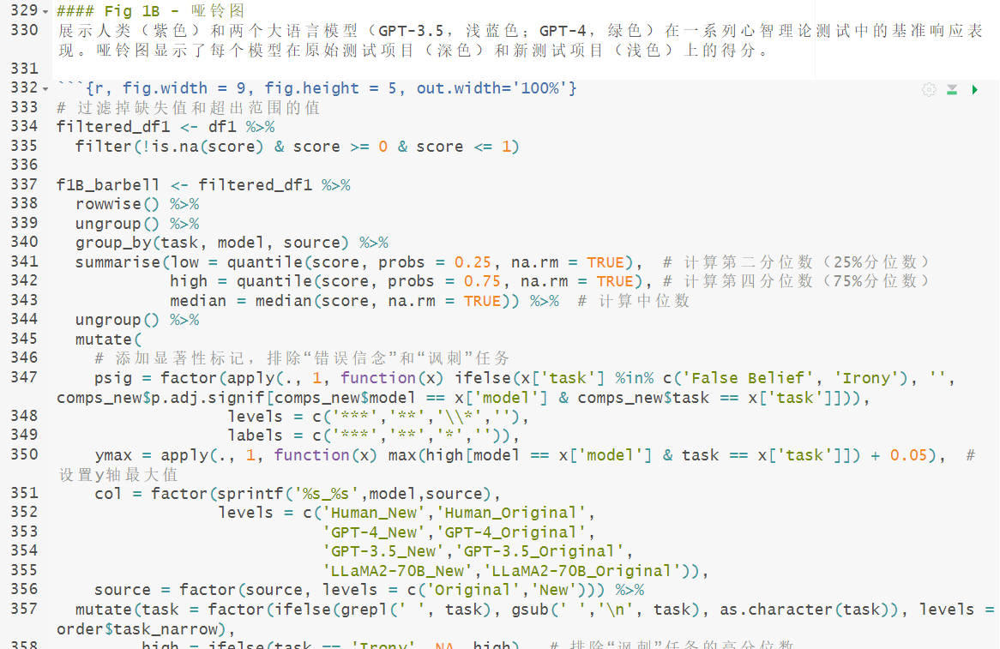 329 #### Fig 1B - 哑铃图
330 展示人类（紫色）和两个大语言模型（GPT-3.5，浅蓝色；GPT-4，绿色）在一系列心智理论测试中的基准响应表
现。哑铃图显示了每个模型在原始测试项目（深色）和新测试项目（浅色）上的得分。
331
332 ```{r, fig.width = 9, fig.height = 5, out.width='100%'}
333 # 过滤掉缺失值和超出范围的值
334 filtered_df1 <- df1 %>%
335   filter(!is.na(score) & score >= 0 & score <= 1)
336
337 f1B_barbell <- filtered_df1 %>%
338   rowwise() %>%
339   ungroup() %>%
340   group_by(task, model, source) %>%
341   summarise(low = quantile(score, probs = 0.25, na.rm = TRUE),  # 计算第二分位数（25%分位数）
342             high = quantile(score, probs = 0.75, na.rm = TRUE), # 计算第四分位数（75%分位数）
343             median = median(score, na.rm = TRUE)) %>%  # 计算中位数
344   ungroup() %>%
345   mutate(
346     # 添加显著性标记，排除“错误信念”和“讽刺”任务
347     psig = factor(apply(., 1, function(x) ifelse(x['task'] %in% c('False Belief', 'Irony'), '',
comps_new$p.adj.signif[comps_new$model == x['model'] & comps_new$task == x['task']])),
348                   levels = c('***','**','\\*',''),
349                   labels = c('***','**','*','')),
350     ymax = apply(., 1, function(x) max(high[model == x['model'] & task == x['task']]) + 0.05),  #
设置y轴最大值
351     col = factor(sprintf('%s_%s',model,source),
352                  levels = c('Human_New','Human_Original',
353                             'GPT-4_New','GPT-4_Original',
354                             'GPT-3.5_New','GPT-3.5_Original',
355                             'LLaMA2-70B_New','LLaMA2-70B_Original')),
356     source = factor(source, levels = c('Original','New'))) %>%
357   mutate(task = factor(ifelse(grepl(' ', task), gsub(' ','\n', task), as.character(task)), levels =
order$task_narrow),
358          high = ifelse(task == 'Irony', NA, high),  # 排除“讽刺”任务的高分位数